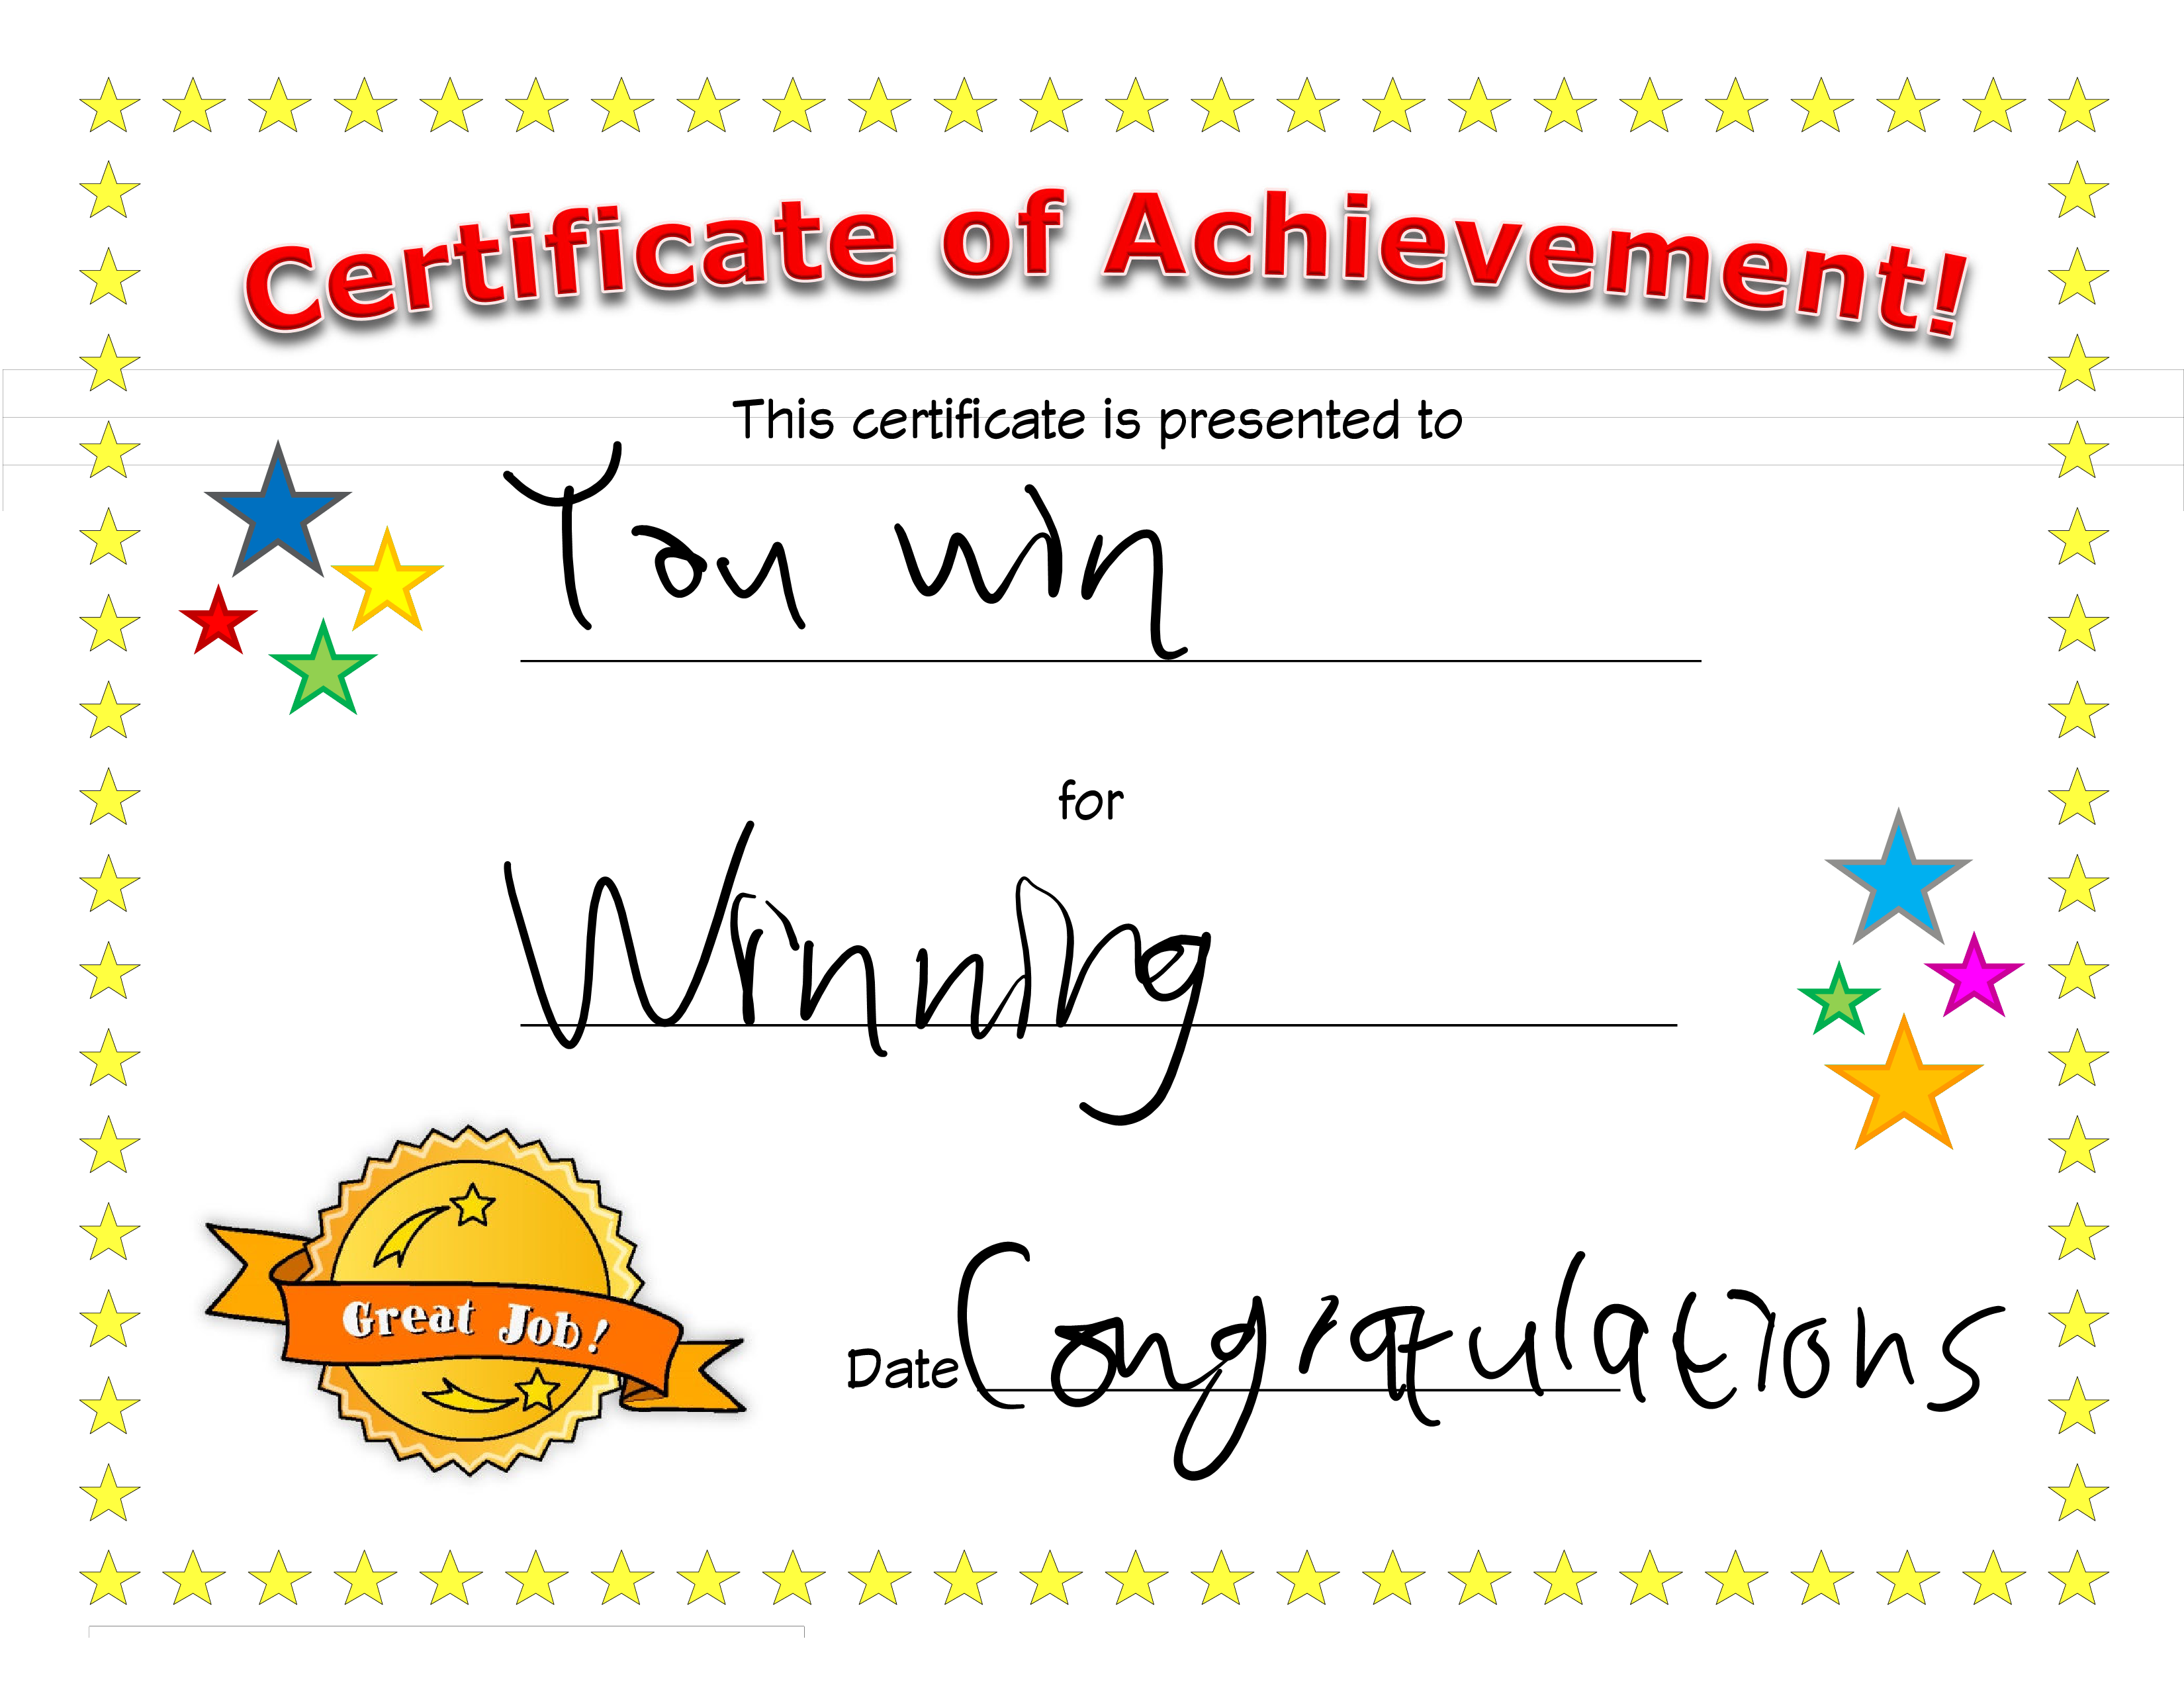 Certificate of Achievement!
This certificate is presented to
You win
for
Winning
Great Job!
Date Congratulations